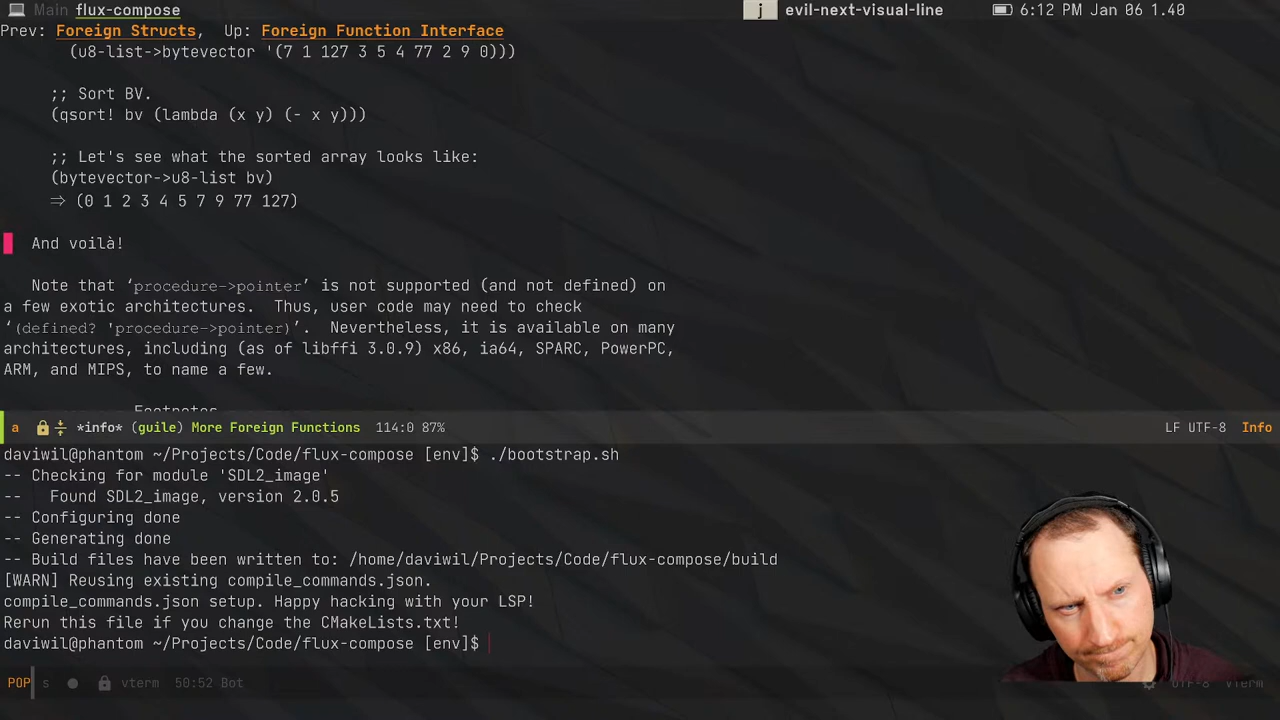 Main flux-compose j evil-next-visual-line 6:12 PM Jan 06 1.40
Prev: Foreign Structs, Up: Foreign Function Interface
(u8-list->bytevector '(7 1 127 3 5 4 77 2 9 0)))
;; Sort BV.
(qsort! bv (lambda (x y) (- x y)))
;; Let's see what the sorted array looks like:
(bytevector->u8-list bv)
⇒ (0 1 2 3 4 5 7 9 77 127)
And voilà!
Note that ‘procedure->pointer’ is not supported (and not defined) on
a few exotic architectures. Thus, user code may need to check
‘(defined? 'procedure->pointer)’. Nevertheless, it is available on many
architectures, including (as of libffi 3.0.9) x86, ia64, SPARC, PowerPC,
ARM, and MIPS, to name a few.
Footnotes
a *info* (guile) More Foreign Functions 114:0 87% LF UTF-8 Info
daviwil@phantom ~/Projects/Code/flux-compose [env]$ ./bootstrap.sh
-- Checking for module 'SDL2_image'
-- Found SDL2_image, version 2.0.5
-- Configuring done
-- Generating done
-- Build files have been written to: /home/daviwil/Projects/Code/flux-compose/build
[WARN] Reusing existing compile_commands.json.
compile_commands.json setup. Happy hacking with your LSP!
Rerun this file if you change the CMakeLists.txt!
daviwil@phantom ~/Projects/Code/flux-compose [env]$
POP s vterm 50:52 Bot UTF-8 VTerm